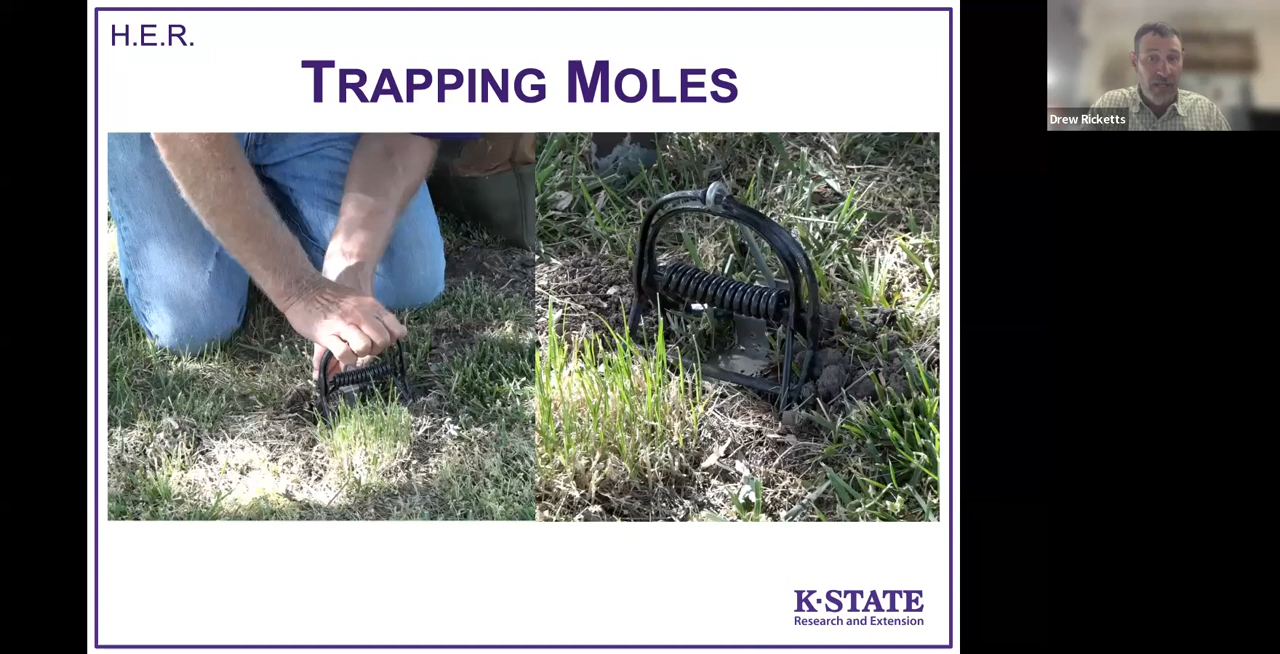 H.E.R.
TRAPPING MOLES
Drew Ricketts
K·STATE
Research and Extension